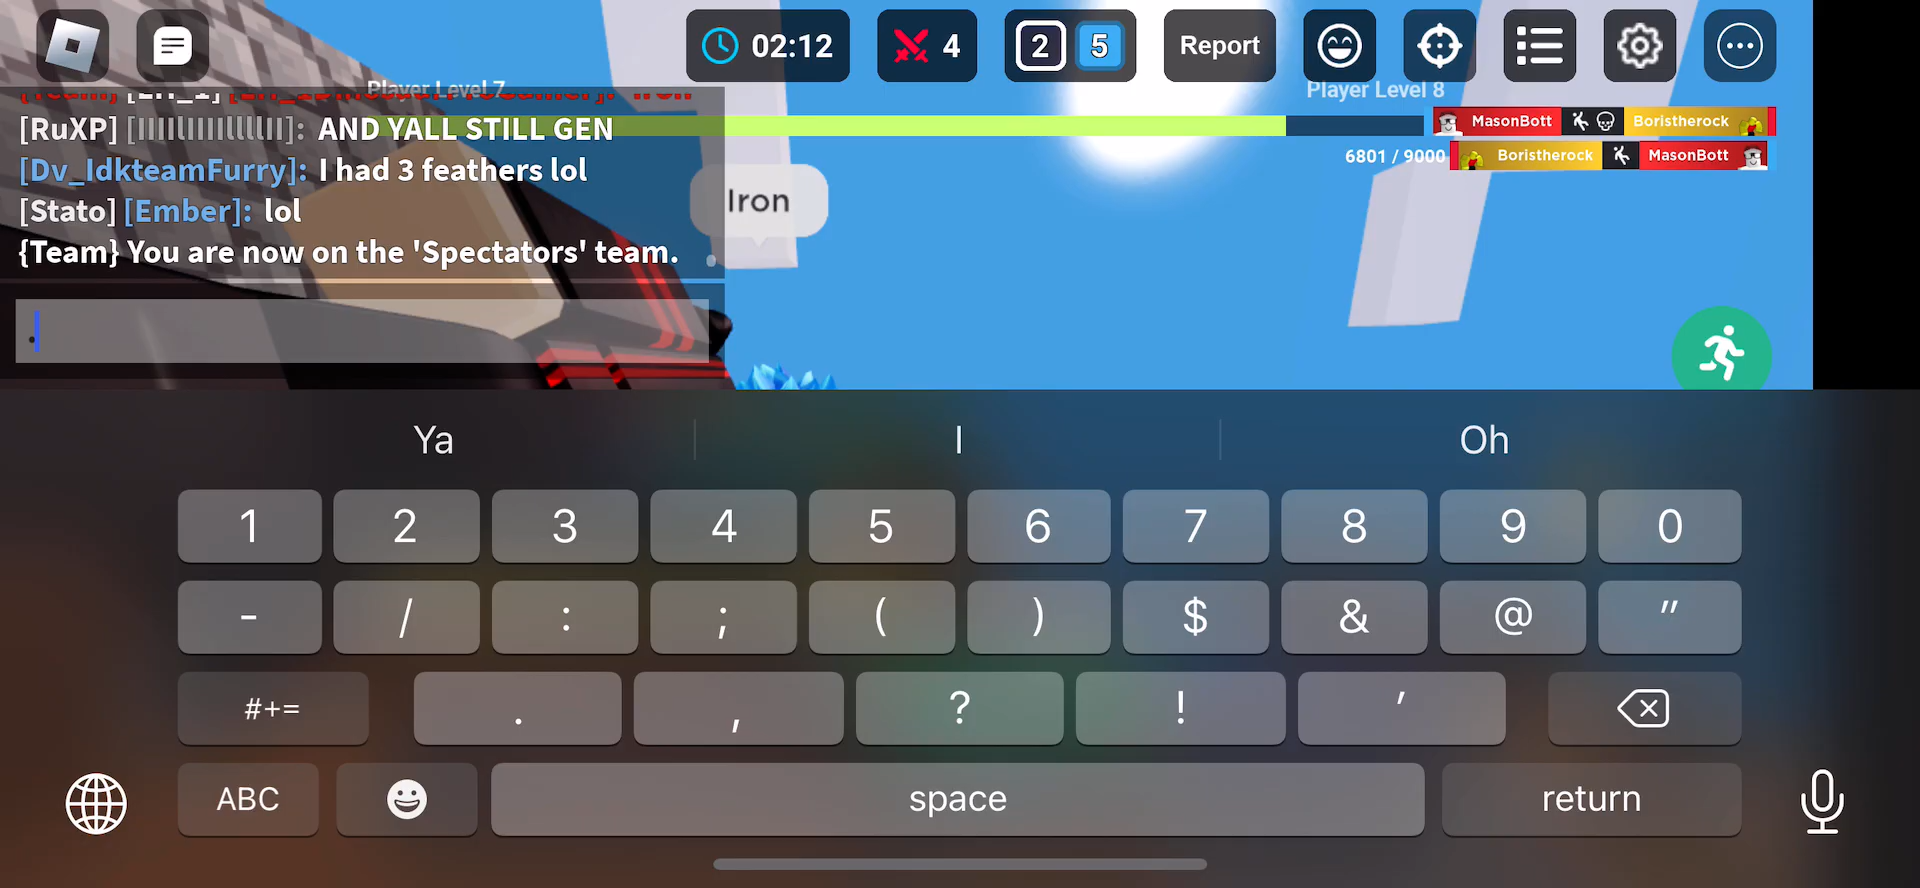 02:12
4
2
5
Report
Player Level 7
Player Level 8
[RuXP]
AND YALL STILL GEN
MasonBott
Boristherock
6801 / 9000
Boristherock
MasonBott
[Dv_IdkteamFurry]: I had 3 feathers lol
Iron
[Stato] [Ember]: lol
{Team} You are now on the 'Spectators' team.
.
Ya
I
Oh
1 2 3 4 5 6 7 8 9 0
- / : ; ( ) $ & @ "
#+= . , ? ! '
ABC
space
return